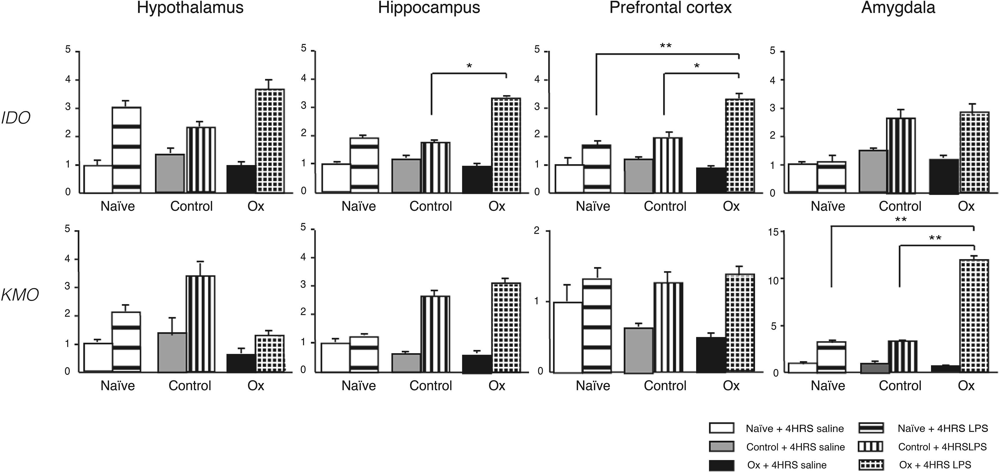 Hypothalamus Hippocampus Prefrontal cortex Amygdala
** 
5 5 5 5
* *
4 4 4 4
3 3 3 3
IDO
2 2 2 2
1 1 1 1
0 0 0 0
Naïve Control Ox Naïve Control Ox Naïve Control Ox Naïve Control Ox
**
5 5 2 15
**
4 4
3 3 10
KMO
2 2 1
1 1 5
0 0 0 0
Naïve Control Ox Naïve Control Ox Naïve Control Ox Naïve Control Ox
Naïve + 4HRS saline Naïve + 4HRS LPS
Control + 4HRS saline Control + 4HRSLPS
Ox + 4HRS saline Ox + 4HRS LPS